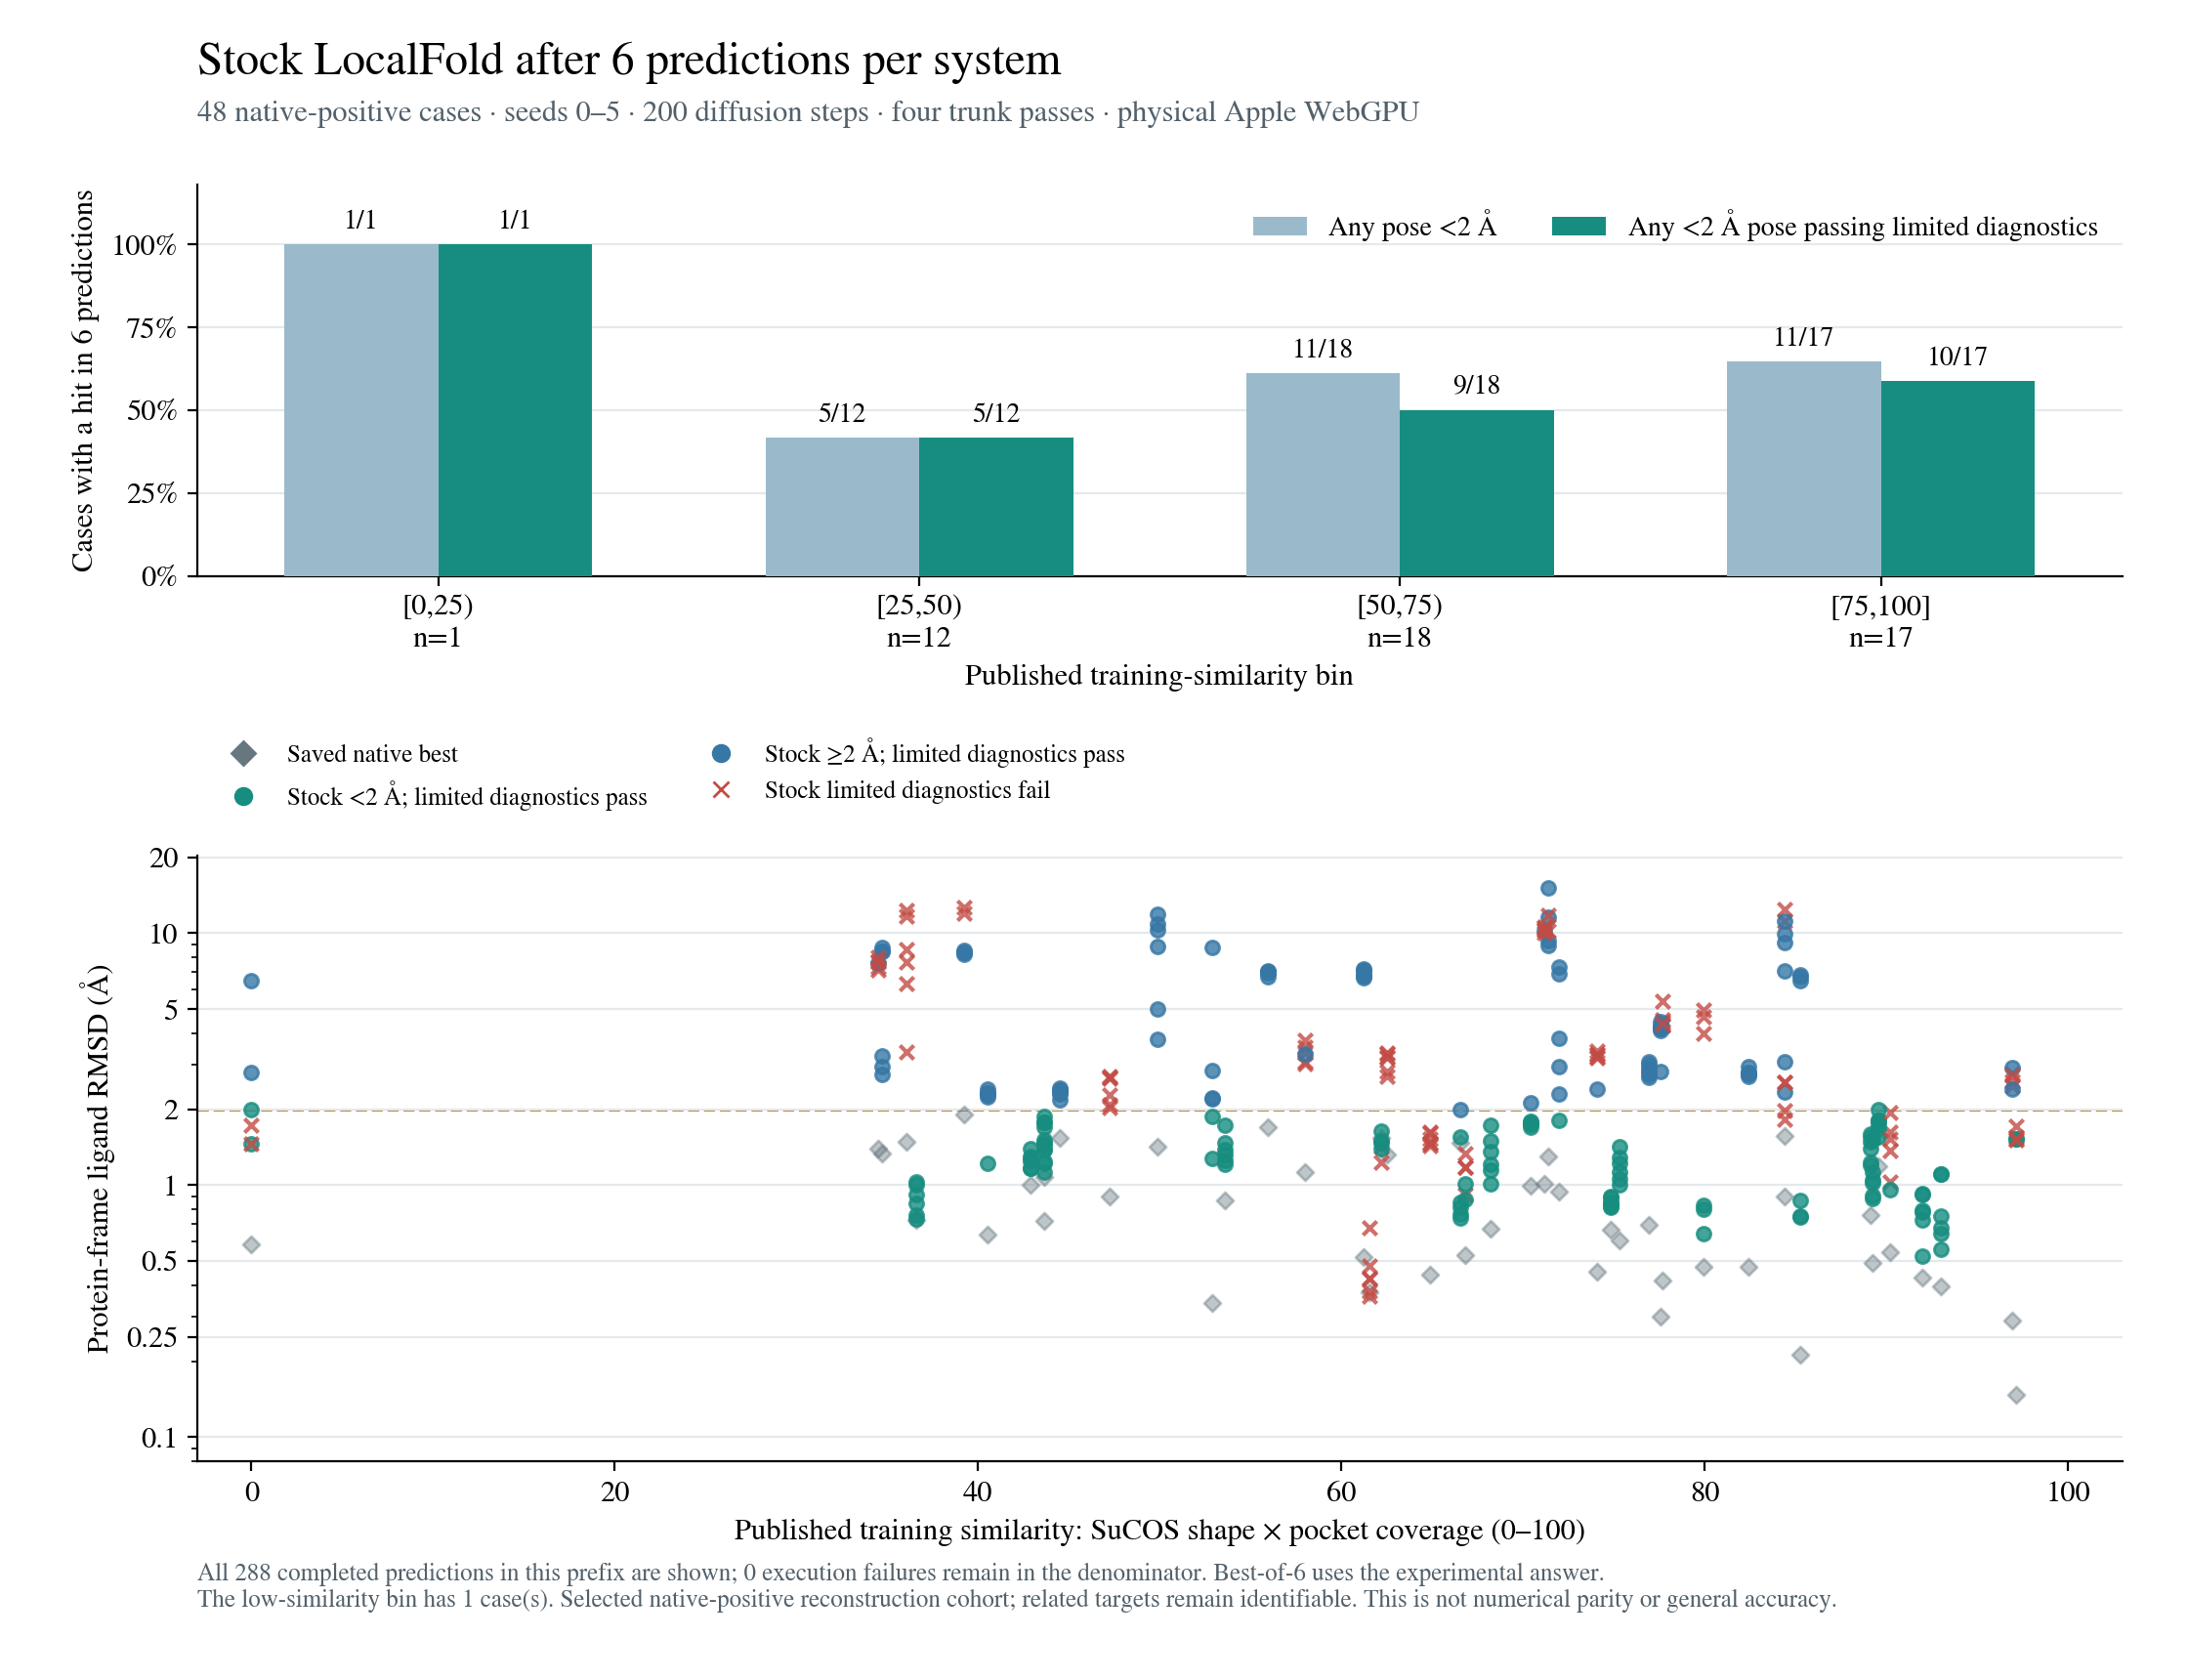 Stock LocalFold after 6 predictions per system
48 native-positive cases · seeds 0–5 · 200 diffusion steps · four trunk passes · physical Apple WebGPU
Cases with a hit in 6 predictions
100%
75%
50%
25%
0%
1/1
1/1
5/12
5/12
11/18
9/18
11/17
10/17
Any pose <2 Å
Any <2 Å pose passing limited diagnostics
[0,25)
n=1
[25,50)
n=12
[50,75)
n=18
[75,100]
n=17
Published training-similarity bin
Saved native best
Stock <2 Å; limited diagnostics pass
Stock ≥2 Å; limited diagnostics pass
Stock limited diagnostics fail
Protein-frame ligand RMSD (Å)
20
10
5
2
1
0.5
0.25
0.1
0
20
40
60
80
100
Published training similarity: SuCOS shape × pocket coverage (0–100)
All 288 completed predictions in this prefix are shown; 0 execution failures remain in the denominator. Best-of-6 uses the experimental answer.
The low-similarity bin has 1 case(s). Selected native-positive reconstruction cohort; related targets remain identifiable. This is not numerical parity or general accuracy.